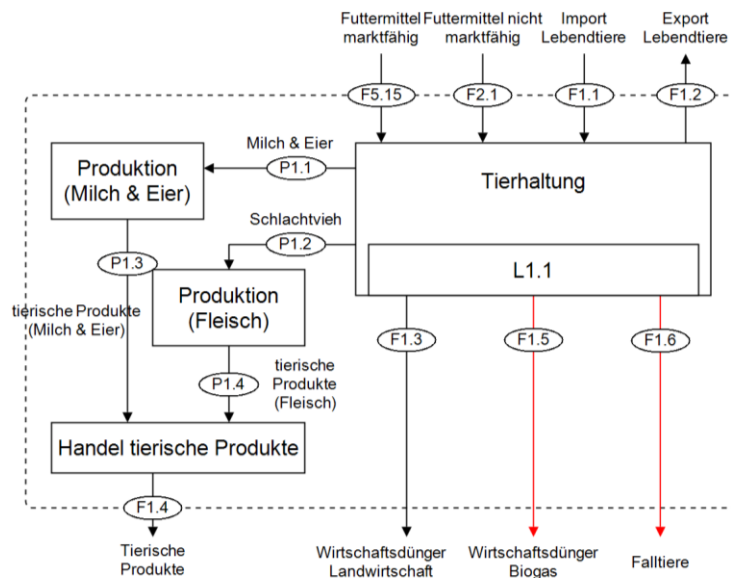 Futtermittel
marktfähig
Futtermittel nicht
marktfähig
Import
Lebendtiere
Export
Lebendtiere
F5.15
F2.1
F1.1
F1.2
Milch & Eier
P1.1
Produktion
(Milch & Eier)
Tierhaltung
Schlachtvieh
P1.2
P1.3
L1.1
Produktion
(Fleisch)
tierische Produkte
(Milch & Eier)
F1.3
F1.5
F1.6
P1.4
tierische
Produkte
(Fleisch)
Handel tierische Produkte
F1.4
Tierische
Produkte
Wirtschaftsdünger
Landwirtschaft
Wirtschaftsdünger
Biogas
Falltiere